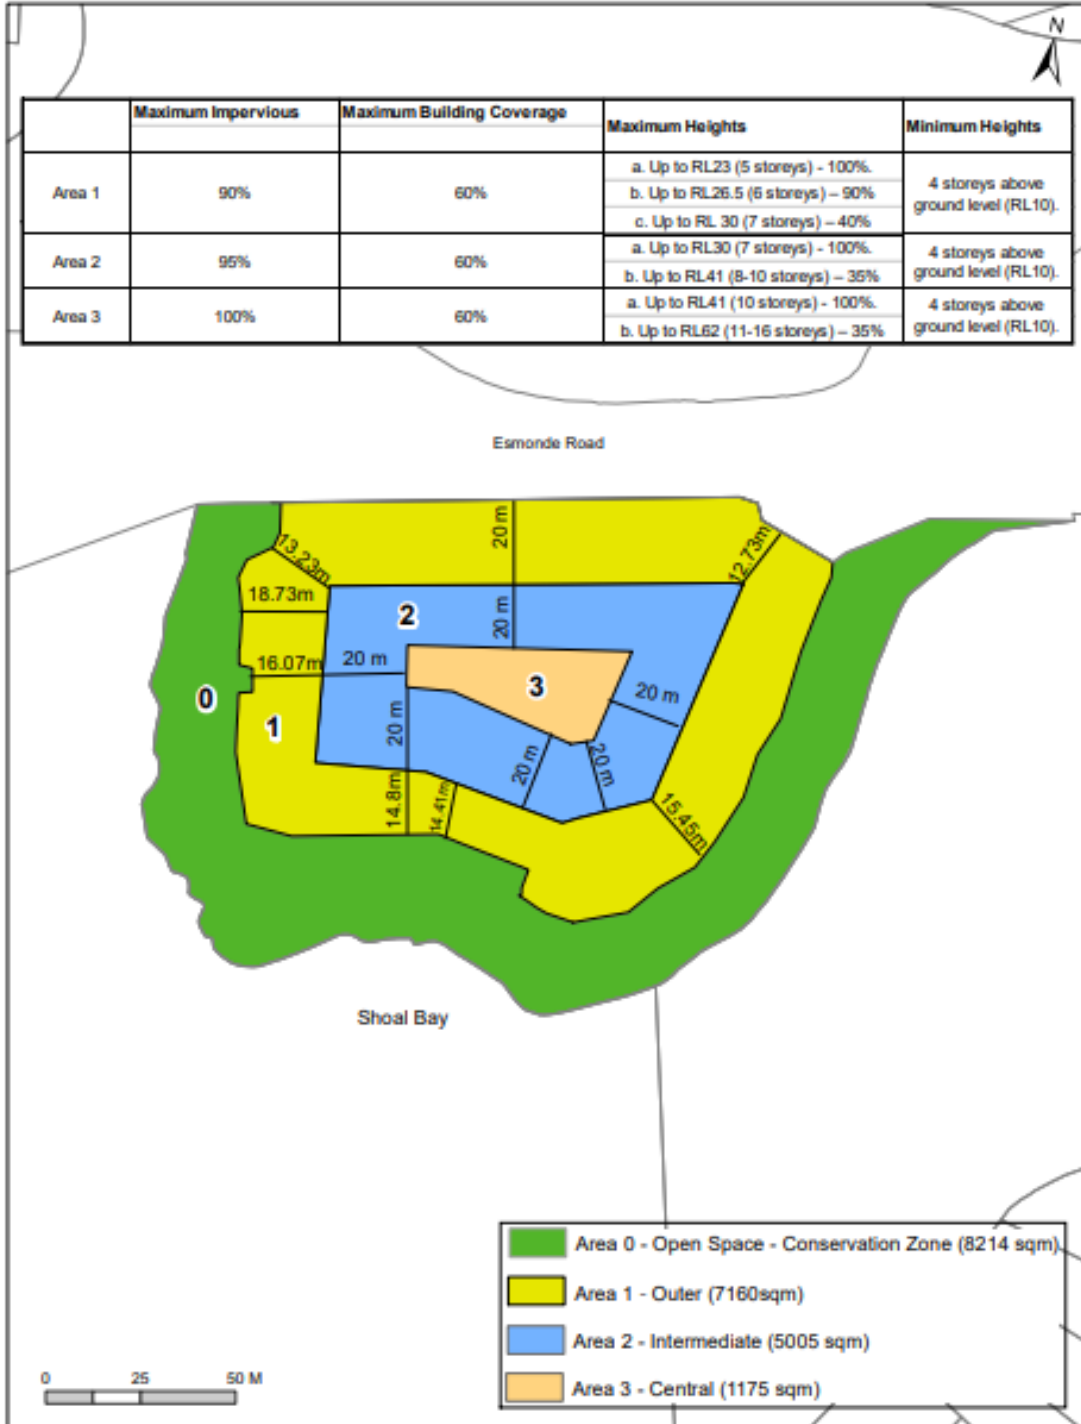 N
Maximum Impervious Maximum Building Coverage Maximum Heights Minimum Heights
Area 1 90% 60% a. Up to RL23 (5 storeys) - 100%. 4 storeys above ground level (RL10).
b. Up to RL26.5 (6 storeys) – 90%
c. Up to RL 30 (7 storeys) – 40%
Area 2 95% 60% a. Up to RL30 (7 storeys) - 100%. 4 storeys above ground level (RL10).
b. Up to RL41 (8-10 storeys) – 35%
Area 3 100% 60% a. Up to RL41 (10 storeys) - 100%. 4 storeys above ground level (RL10).
b. Up to RL62 (11-16 storeys) – 35%
Esmonde Road
20 m
13.23m
12.73m
18.73m
2
20 m
16.07m
20 m
3
20 m
0
1
20 m
20 m
20 m
14.8m
14.41m
15.45m
Shoal Bay
Area 0 - Open Space - Conservation Zone (8214 sqm)
Area 1 - Outer (7160sqm)
Area 2 - Intermediate (5005 sqm)
Area 3 - Central (1175 sqm)
0 25 50 M